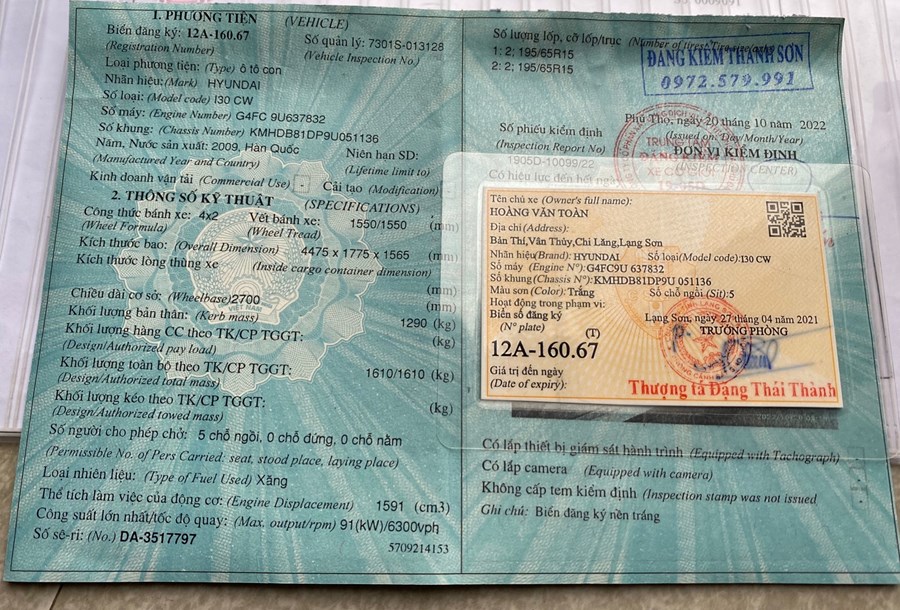 1. PHƯƠNG TIỆN (VEHICLE)
Biển đăng ký: 12A-160.67 Số quản lý: 7301S-013128
(Registration Number) (Vehicle Inspection No.)
Loại phương tiện: (Type) ô tô con
Nhãn hiệu: (Mark) HYUNDAI
Số loại: (Model code) I30 CW
Số máy: (Engine Number) G4FC 9U637832
Số khung: (Chassis Number) KMHDB81DP9U051136
Năm, Nước sản xuất: 2009, Hàn Quốc Niên hạn SD:
(Manufactured Year and Country) (Lifetime limit to)
Kinh doanh vận tải (Commercial Use) - Cải tạo (Modification)
2. THÔNG SỐ KỸ THUẬT (SPECIFICATIONS)
Công thức bánh xe: 4x2 Vết bánh xe: 1550/1550 (mm)
(Wheel Formula) (Wheel Tread)
Kích thước bao: (Overall Dimension) 4475 x 1775 x 1565 (mm)
Kích thước lòng thùng xe (Inside cargo container dimension)
(mm)
Chiều dài cơ sở: (Wheelbase) 2700 (mm)
Khối lượng bản thân: (Kerb mass) 1290 (kg)
Khối lượng hàng CC theo TK/CP TGGT: (kg)
(Design/Authorized pay load)
Khối lượng toàn bộ theo TK/CP TGGT: 1610/1610 (kg)
(Design/Authorized total mass)
Khối lượng kéo theo TK/CP TGGT: (kg)
(Design/Authorized towed mass)
Số người cho phép chở: 5 chỗ ngồi, 0 chỗ đứng, 0 chỗ nằm
(Permissible No. of Pers Carried: seat, stood place, laying place)
Loại nhiên liệu: (Type of Fuel Used) Xăng
Thể tích làm việc của động cơ: (Engine Displacement) 1591 (cm3)
Công suất lớn nhất/tốc độ quay: (Max. output/rpm) 91(kW)/6300vph
Số sê-ri: (No.) DA-3517797
5709214153
Số lượng lốp, cỡ lốp/trục (Number of tires/Tire size/axle)
1: 2; 195/65R15
2: 2; 195/65R15
ĐĂNG KIỂM THANH SƠN
0972.579.991
Phú Thọ, ngày 20 tháng 10 năm 2022
Số phiếu kiểm định (Issued on: Day/Month/Year)
(Inspection Report No) ĐƠN VỊ KIỂM ĐỊNH
1905D-10099/22 (INSPECTION CENTER)
Có hiệu lực đến hết ngày
TRUNG TÂM
XE CƠ GIỚI
Tên chủ xe (Owner's full name):
HOÀNG VĂN TOÀN
Địa chỉ (Address):
Bản Thí,Vân Thủy,Chi Lăng,Lạng Sơn
Nhãn hiệu(Brand): HYUNDAI Số loại(Model code):I30 CW
Số máy (Engine Nº):G4FC9U 637832
Số khung(Chassis Nº):KMHDB81DP9U 051136
Màu sơn (Color): Trắng Số chỗ ngồi (Sit):5
Hoạt động trong phạm vi:
Biển số đăng ký Lạng Sơn, ngày 27 tháng 04 năm 2021
(Nº plate) (T) TRƯỞNG PHÒNG
12A-160.67
Giá trị đến ngày
(Date of expiry):
Thượng tá Đặng Thái Thành
Có lắp thiết bị giám sát hành trình (Equipped with Tachograph)
Có lắp camera (Equipped with camera)
Không cấp tem kiểm định (Inspection stamp was not issued
Ghi chú: Biển đăng ký nền trắng